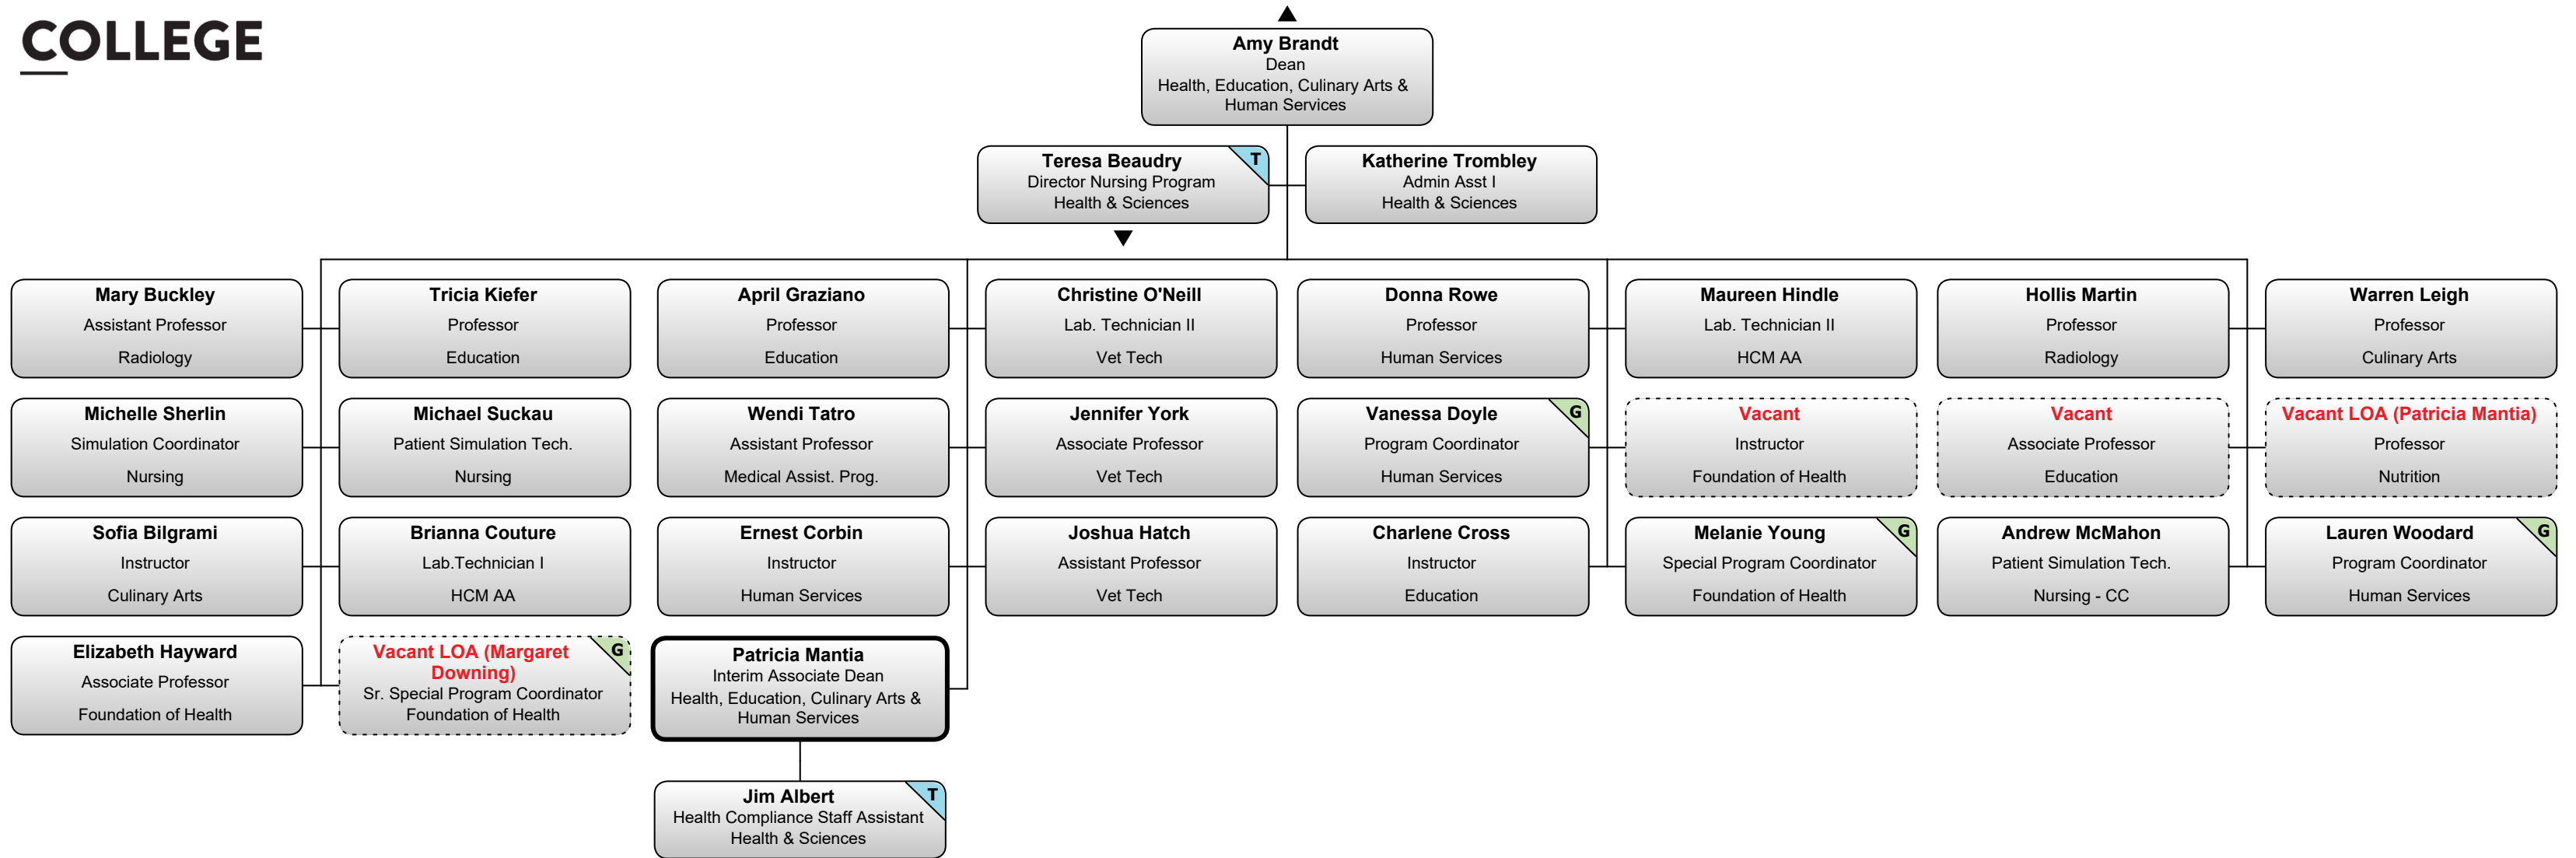 COLLEGE
Amy Brandt
Dean
Health, Education, Culinary Arts &
Human Services
Teresa Beaudry
T
Director Nursing Program
Health & Sciences
Katherine Trombley
Admin Asst I
Health & Sciences
Mary Buckley
Assistant Professor
Radiology
Tricia Kiefer
Professor
Education
April Graziano
Professor
Education
Christine O'Neill
Lab. Technician II
Vet Tech
Donna Rowe
Professor
Human Services
Maureen Hindle
Lab. Technician II
HCM AA
Hollis Martin
Professor
Radiology
Warren Leigh
Professor
Culinary Arts
Michelle Sherlin
Simulation Coordinator
Nursing
Michael Suckau
Patient Simulation Tech.
Nursing
Wendi Tatro
Assistant Professor
Medical Assist. Prog.
Jennifer York
Associate Professor
Vet Tech
Vanessa Doyle
G
Program Coordinator
Human Services
Vacant
Instructor
Foundation of Health
Vacant
Associate Professor
Education
Vacant LOA (Patricia Mantia)
Professor
Nutrition
Sofia Bilgrami
Instructor
Culinary Arts
Brianna Couture
Lab.Technician I
HCM AA
Ernest Corbin
Instructor
Human Services
Joshua Hatch
Assistant Professor
Vet Tech
Charlene Cross
Instructor
Education
Melanie Young
G
Special Program Coordinator
Foundation of Health
Andrew McMahon
Patient Simulation Tech.
Nursing - CC
Lauren Woodard
G
Program Coordinator
Human Services
Elizabeth Hayward
Associate Professor
Foundation of Health
Vacant LOA (Margaret
Downing)
G
Sr. Special Program Coordinator
Foundation of Health
Patricia Mantia
Interim Associate Dean
Health, Education, Culinary Arts &
Human Services
Jim Albert
T
Health Compliance Staff Assistant
Health & Sciences